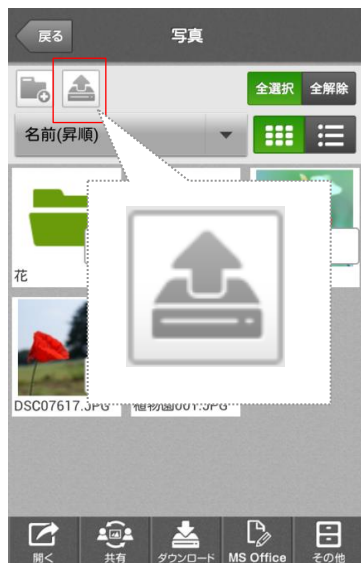 戻る
写真
全選択 全解除
名前(昇順)
花
DSC07617.JPG
植物園001.JPG
開く 共有 ダウンロード MS Office その他